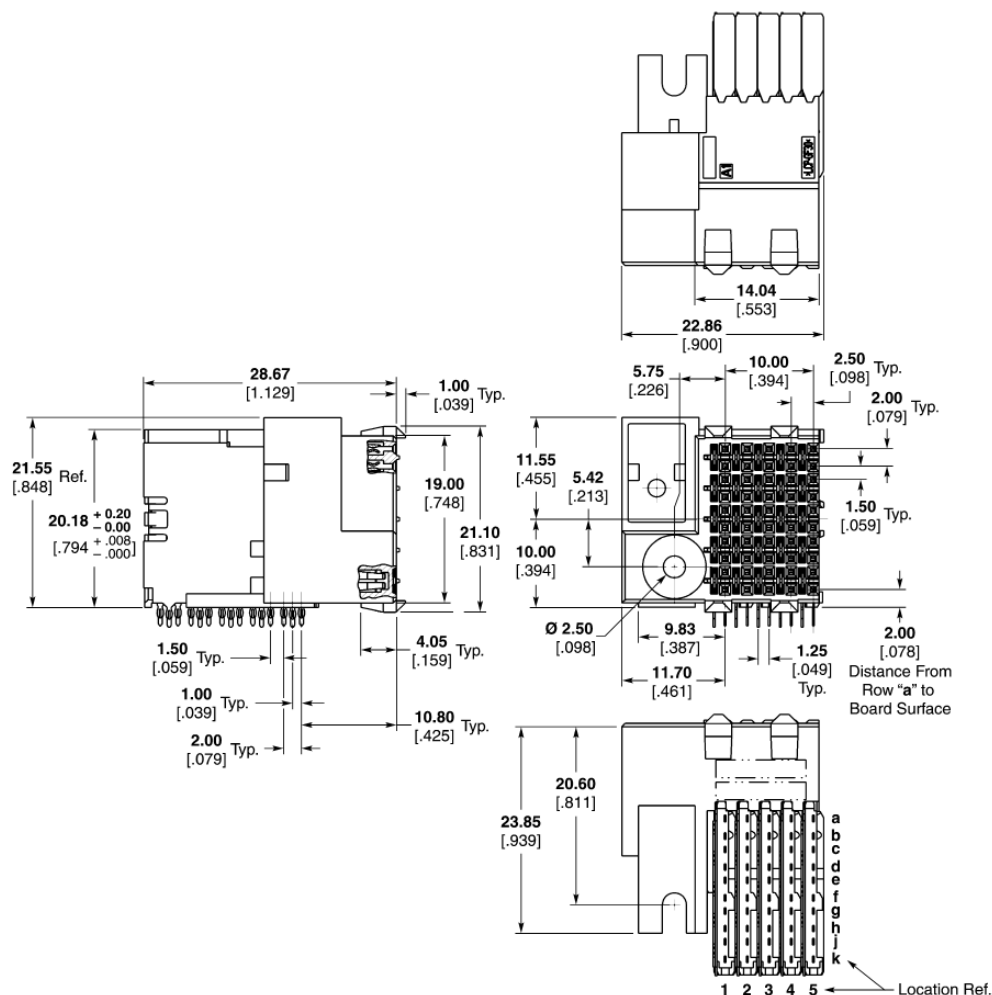 A1
>LCP-GF30<
14.04
[.553]
22.86
[.900]
28.67
[1.129]
1.00
[.039] Typ.
21.55
[.848] Ref.
20.18 + 0.20 - 0.00
[.794 + .008 - .000]
19.00
[.748]
21.10
[.831]
1.50
[.059] Typ.
4.05
[.159] Typ.
1.00
[.039] Typ.
10.80
[.425] Typ.
2.00
[.079] Typ.
5.75
[.226]
10.00
[.394]
2.50
[.098] Typ.
2.00
[.079] Typ.
11.55
[.455]
5.42
[.213]
1.50
[.059] Typ.
10.00
[.394]
Ø 2.50
[.098]
9.83
[.387]
11.70
[.461]
1.25
[.049]
Typ.
2.00
[.078]
Distance From
Row "a" to
Board Surface
20.60
[.811]
23.85
[.939]
a
b
c
d
e
f
g
h
j
k
1 2 3 4 5 Location Ref.